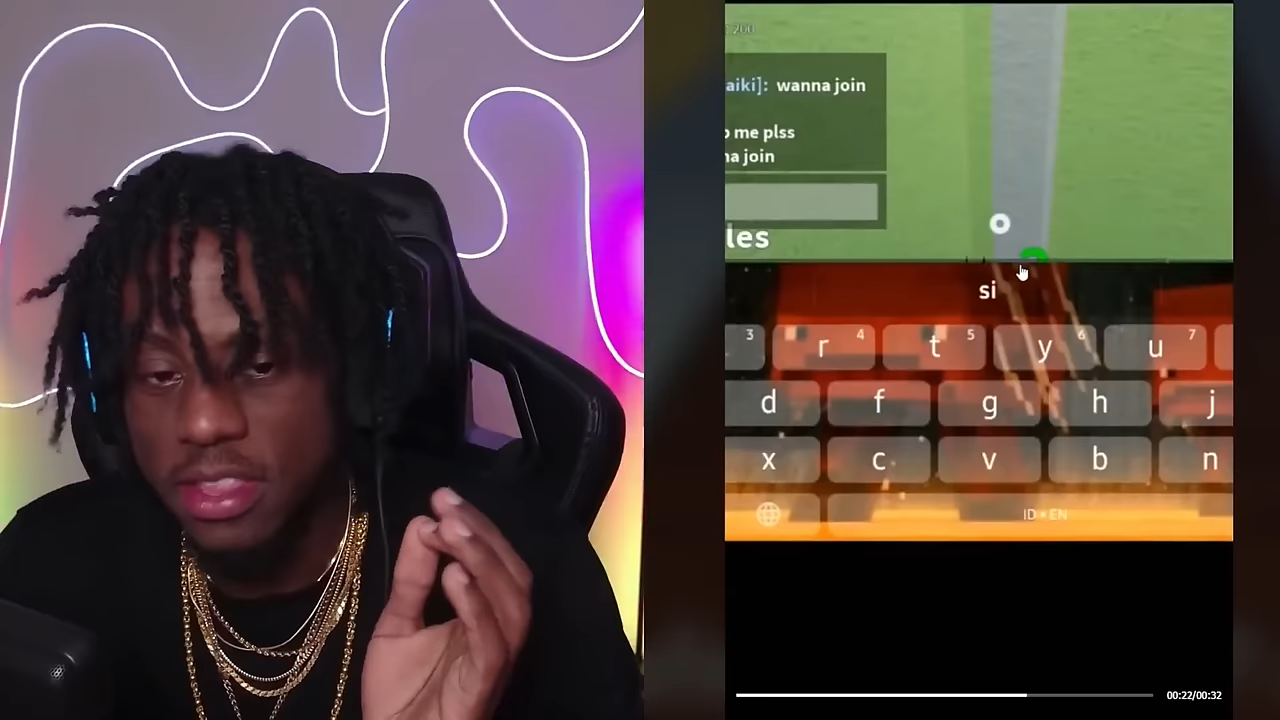 200
aiki]: wanna join
me plss
join
les
si
3 r 4 t 5 y 6 u 7
d f g h j
x c v b n
ID • EN
00:22/00:32